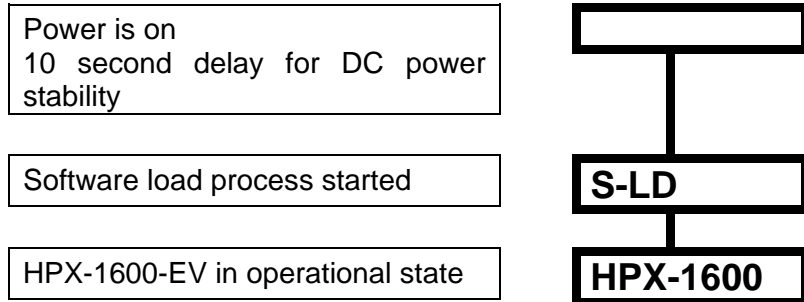 Power is on
10 second delay for DC power
stability
Software load process started
S-LD
HPX-1600-EV in operational state
HPX-1600